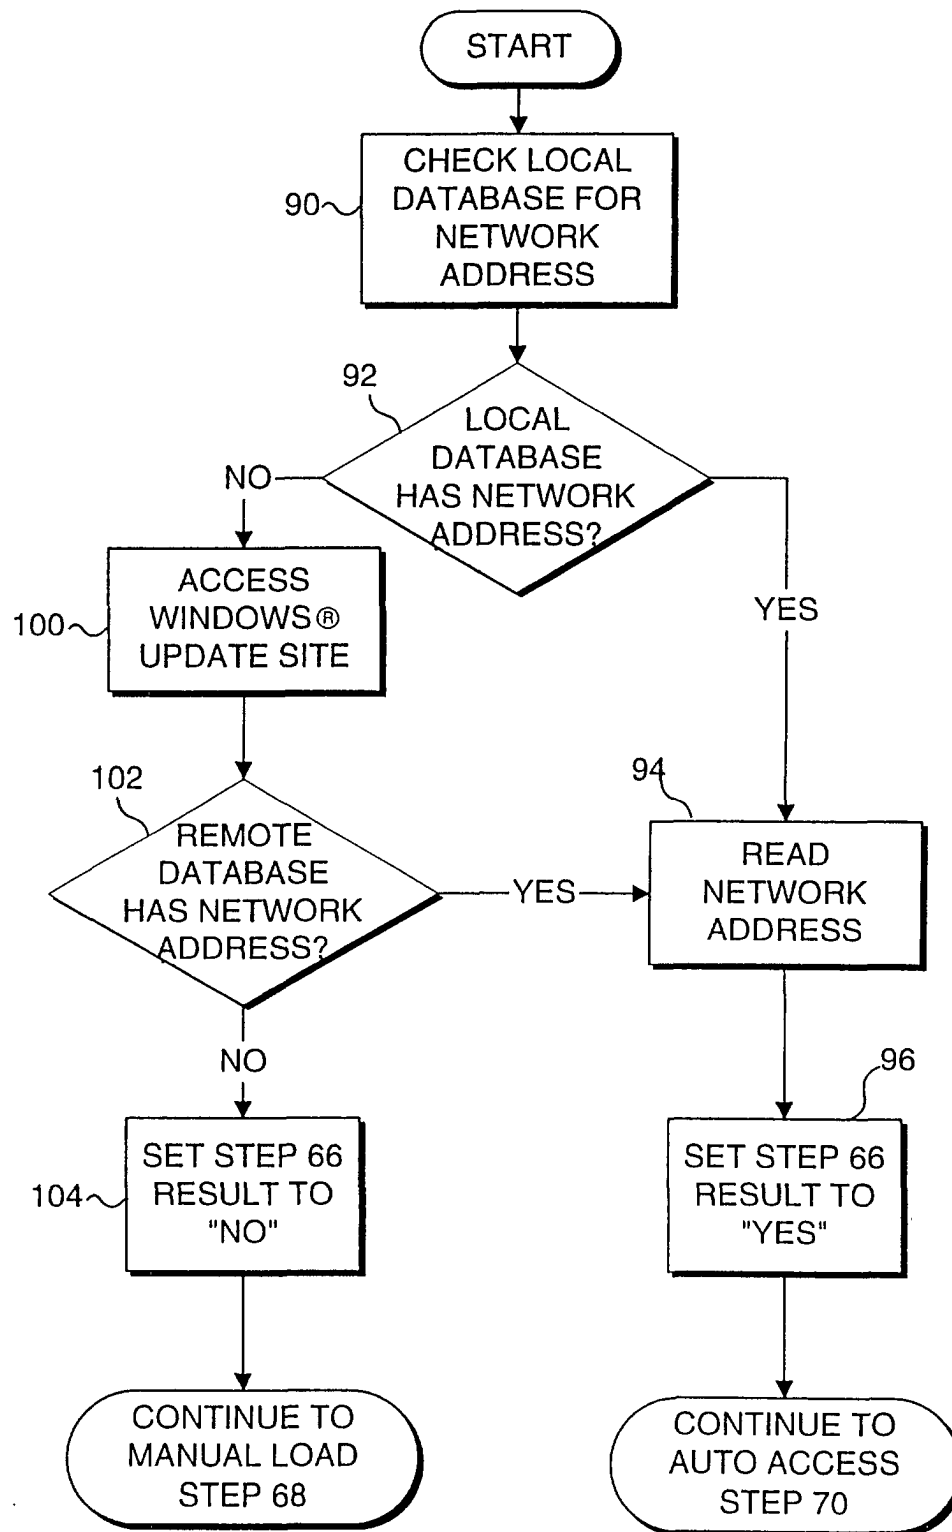 START
CHECK LOCAL
DATABASE FOR
NETWORK
ADDRESS
90
92
LOCAL
DATABASE
HAS NETWORK
ADDRESS?
NO
YES
ACCESS
WINDOWS®
UPDATE SITE
100
102
REMOTE
DATABASE
HAS NETWORK
ADDRESS?
YES
94
READ
NETWORK
ADDRESS
NO
96
SET STEP 66
RESULT TO
"NO"
104
SET STEP 66
RESULT TO
"YES"
CONTINUE TO
MANUAL LOAD
STEP 68
CONTINUE TO
AUTO ACCESS
STEP 70